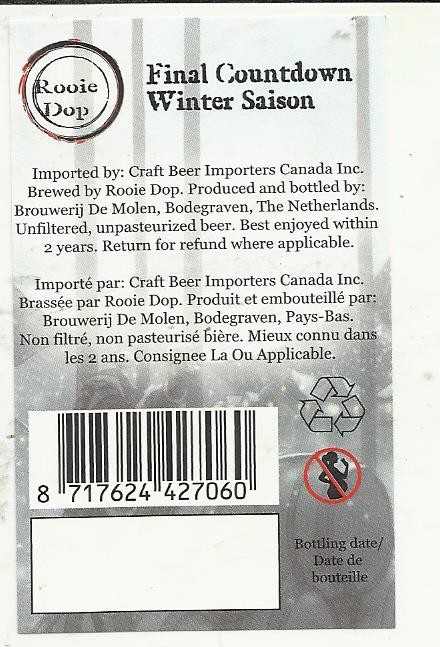 Rooie
Dop
Final Countdown
Winter Saison
Imported by: Craft Beer Importers Canada Inc.
Brewed by Rooie Dop. Produced and bottled by:
Brouwerij De Molen, Bodegraven, The Netherlands.
Unfiltered, unpasteurized beer. Best enjoyed within
2 years. Return for refund where applicable.
Importé par: Craft Beer Importers Canada Inc.
Brassée par Rooie Dop. Produit et embouteillé par:
Brouwerij De Molen, Bodegraven, Pays-Bas.
Non filtré, non pasteurisé bière. Mieux connu dans
les 2 ans. Consignee La Ou Applicable.
8 717624 427060
Bottling date/
Date de
bouteille